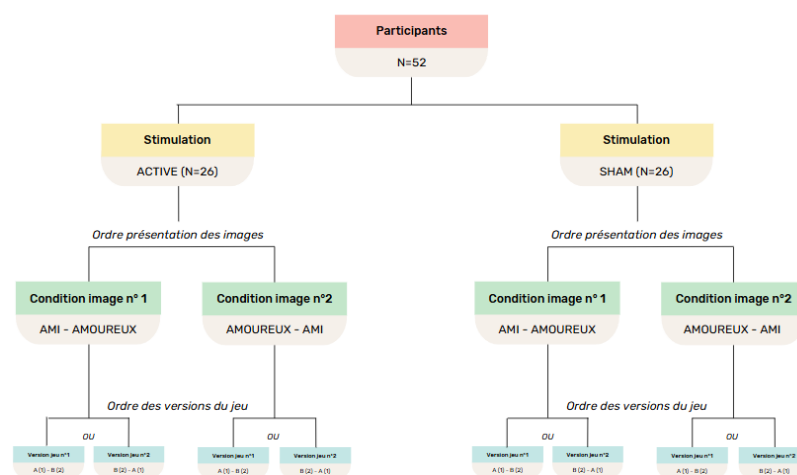 Participants
N=52
Stimulation
Stimulation
ACTIVE (N=26)
SHAM (N=26)
Ordre présentation des images
Ordre présentation des images
Condition image n° 1
Condition image n°2
Condition image n° 1
Condition image n°2
AMI - AMOUREUX
AMOUREUX - AMI
AMI - AMOUREUX
AMOUREUX - AMI
Ordre des versions du jeu
Ordre des versions du jeu
ou
ou
ou
ou
Version jeu n°1
Version jeu n°2
Version jeu n°1
Version jeu n°2
Version jeu n°1
Version jeu n°2
Version jeu n°1
Version jeu n°2
A (1) - B (2)
B (2) - A (1)
A (1) - B (2)
B (2) - A (1)
A (1) - B (2)
B (2) - A (1)
A (1) - B (2)
B (2) - A (1)